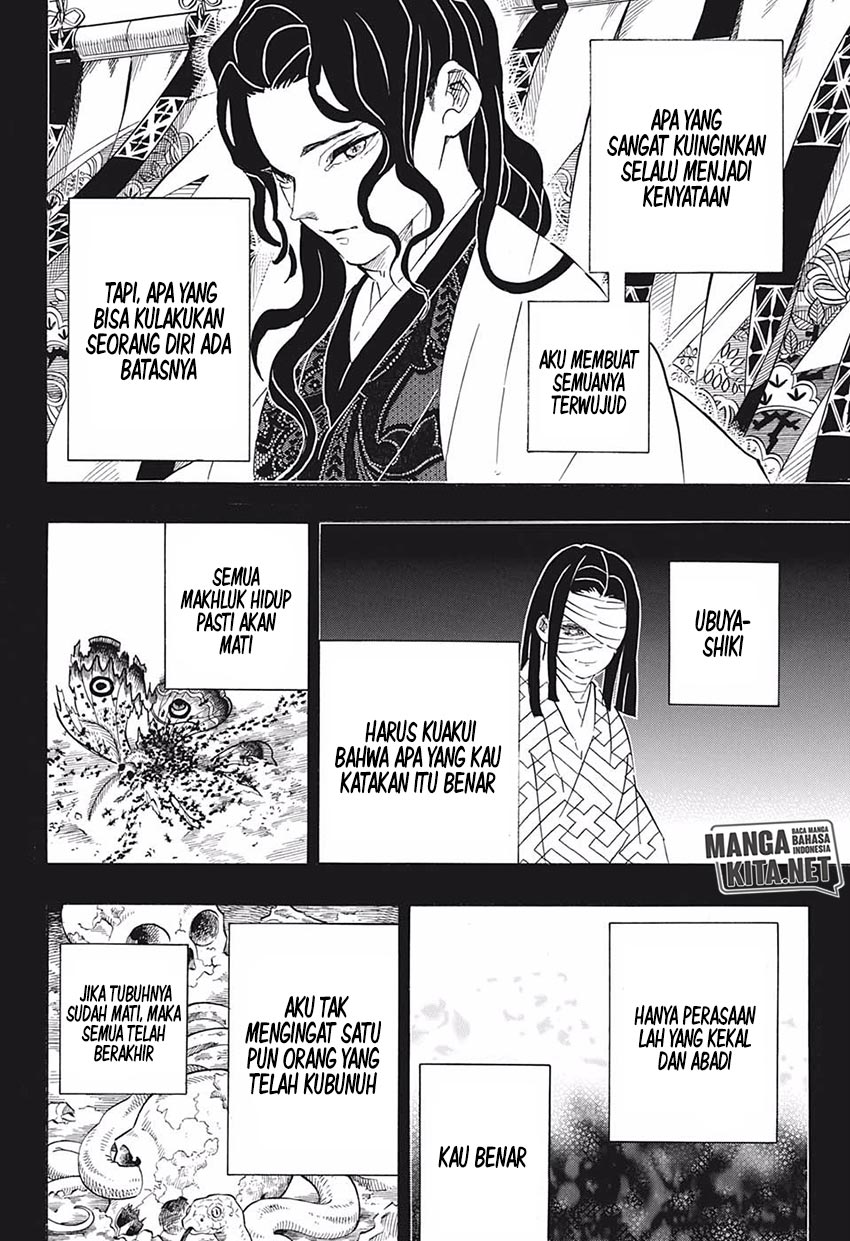 APA YANG
SANGAT KUINGINKAN
SELALU MENJADI
KENYATAAN
AKU MEMBUAT
SEMUANYA
TERWUJUD
TAPI, APA YANG
BISA KULAKUKAN
SEORANG DIRI ADA
BATASNYA
UBUYA-
SHIKI
HARUS KUAKUI
BAHWA APA YANG KAU
KATAKAN ITU BENAR
SEMUA
MAKHLUK HIDUP
PASTI AKAN
MATI
MANGA
BACA MANGA
BAHASA
INDONESIA
KITA.NET
HANYA PERASAAN
LAH YANG KEKAL
DAN ABADI
KAU BENAR
AKU TAK
MENGINGAT SATU
PUN ORANG YANG
TELAH KUBUNUH
JIKA TUBUHNYA
SUDAH MATI, MAKA
SEMUA TELAH
BERAKHIR